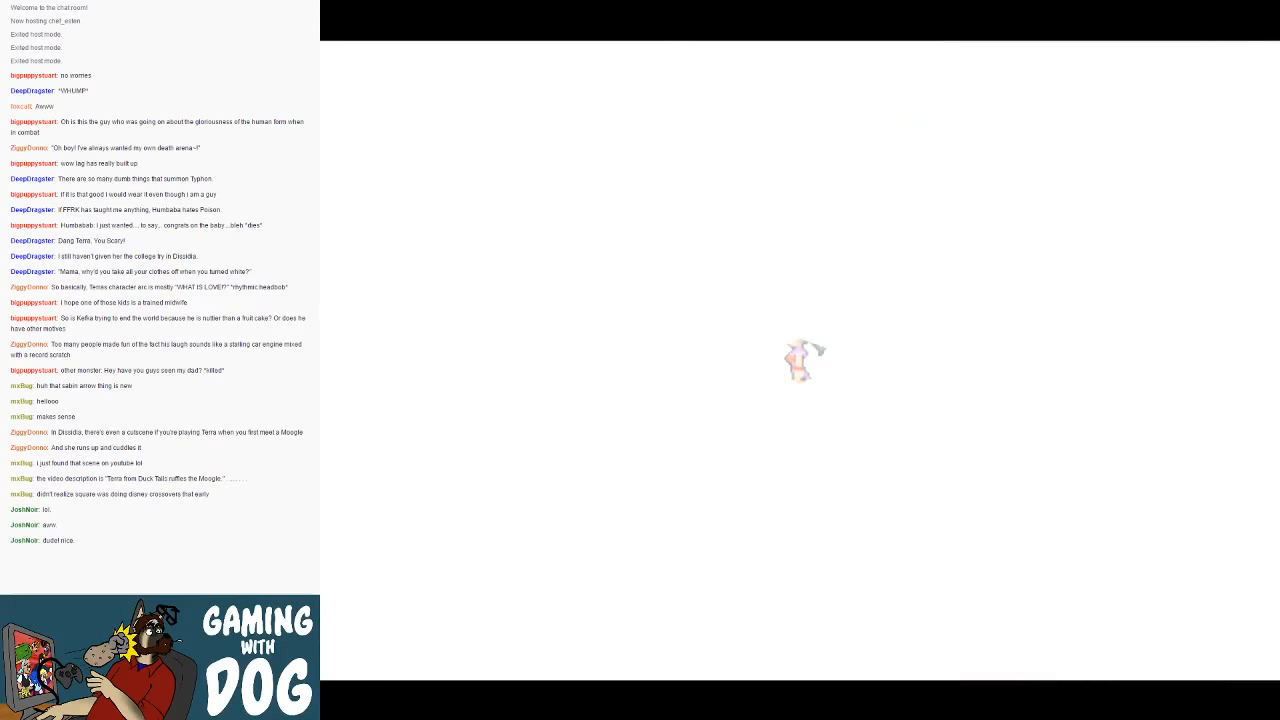 Welcome to the chat room!
Now hosting chef_esten.
Exited host mode.
Exited host mode.
Exited host mode.
bigpuppystuart: no worries
DeepDragster: *WHUMP*
foxcalt: Awww
bigpuppystuart: Oh is this the guy who was going on about the gloriousness of the human form when
in combat
ZiggyDonno: "Oh boy! I've always wanted my own death arena~!"
bigpuppystuart: wow lag has really built up
DeepDragster: There are so many dumb things that summon Typhon.
bigpuppystuart: if it is that good I would wear it even though i am a guy
DeepDragster: If FFRK has taught me anything, Humbaba hates Poison.
bigpuppystuart: Humbabab: I just wanted.... to say... congrats on the baby....bleh *dies*
DeepDragster: Dang Terra, You Scary!
DeepDragster: I still haven't given her the college try in Dissidia.
DeepDragster: "Mama, why'd you take all your clothes off when you turned white?"
ZiggyDonno: So basically, Terras character arc is mostly "WHAT IS LOVE!?" *rhythmic headbob*
bigpuppystuart: i hope one of those kids is a trained midwife
bigpuppystuart: So is Kefka trying to end the world because he is nuttier than a fruit cake? Or does he
have other motives
ZiggyDonno: Too many people made fun of the fact his laugh sounds like a stalling car engine mixed
with a record scratch
bigpuppystuart: other monster: Hey have you guys seen my dad? *killed*
mxBug: huh that sabin arrow thing is new
mxBug: hellooo
mxBug: makes sense
ZiggyDonno: In Dissidia, there's even a cutscene if you're playing Terra when you first meet a Moogle
ZiggyDonno: And she runs up and cuddles it
mxBug: i just found that scene on youtube lol
mxBug: the video description is "Terra from Duck Tails ruffles the Moogle." . ... . . .
mxBug: didn't realize square was doing disney crossovers that early
JoshNoir: lol.
JoshNoir: aww.
JoshNoir: dude! nice.
GAMING
WITH
DOG